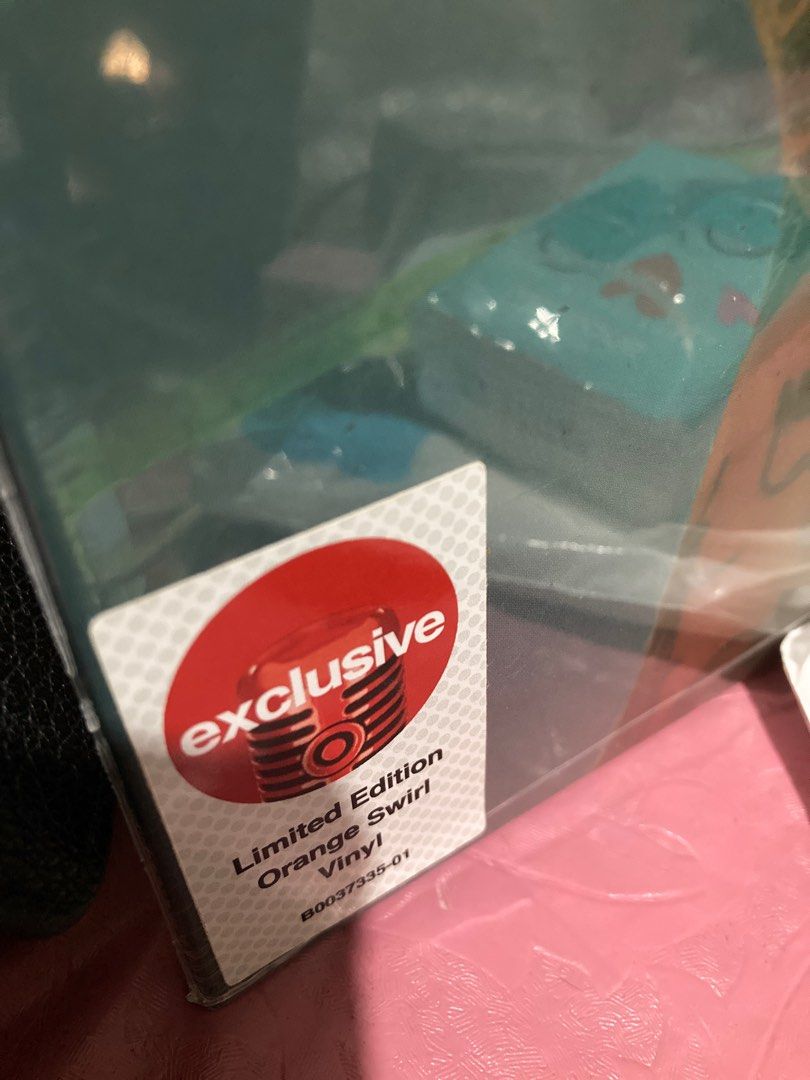 exclusive
Limited Edition
Orange Swirl
Vinyl
B0037335-01